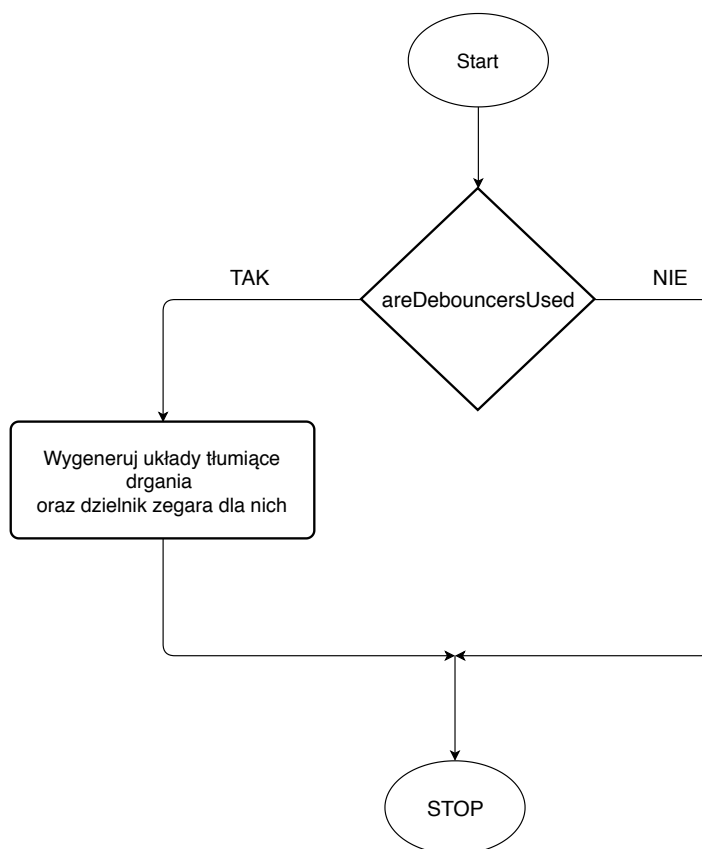 Start
areDebouncersUsed
TAK
NIE
Wygeneruj układy tłumiące
drgania
oraz dzielnik zegara dla nich
STOP